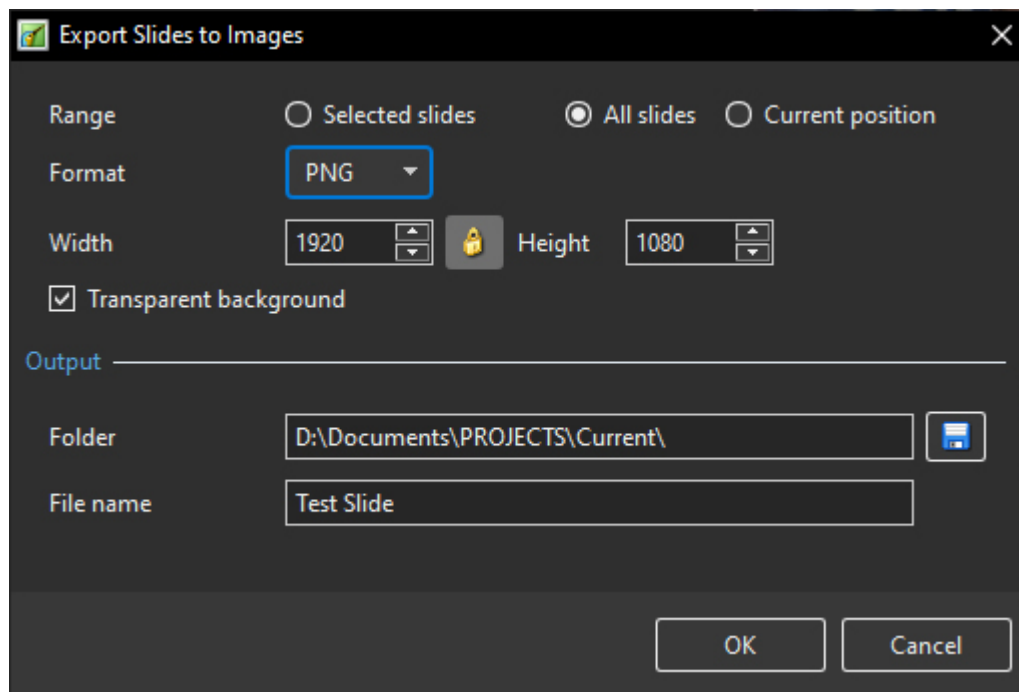 Export Slides to Images
Range Selected slides All slides Current position
Format PNG
Width 1920 Height 1080
Transparent background
Output
Folder D:\Documents\PROJECTS\Current\
File name Test Slide
OK Cancel